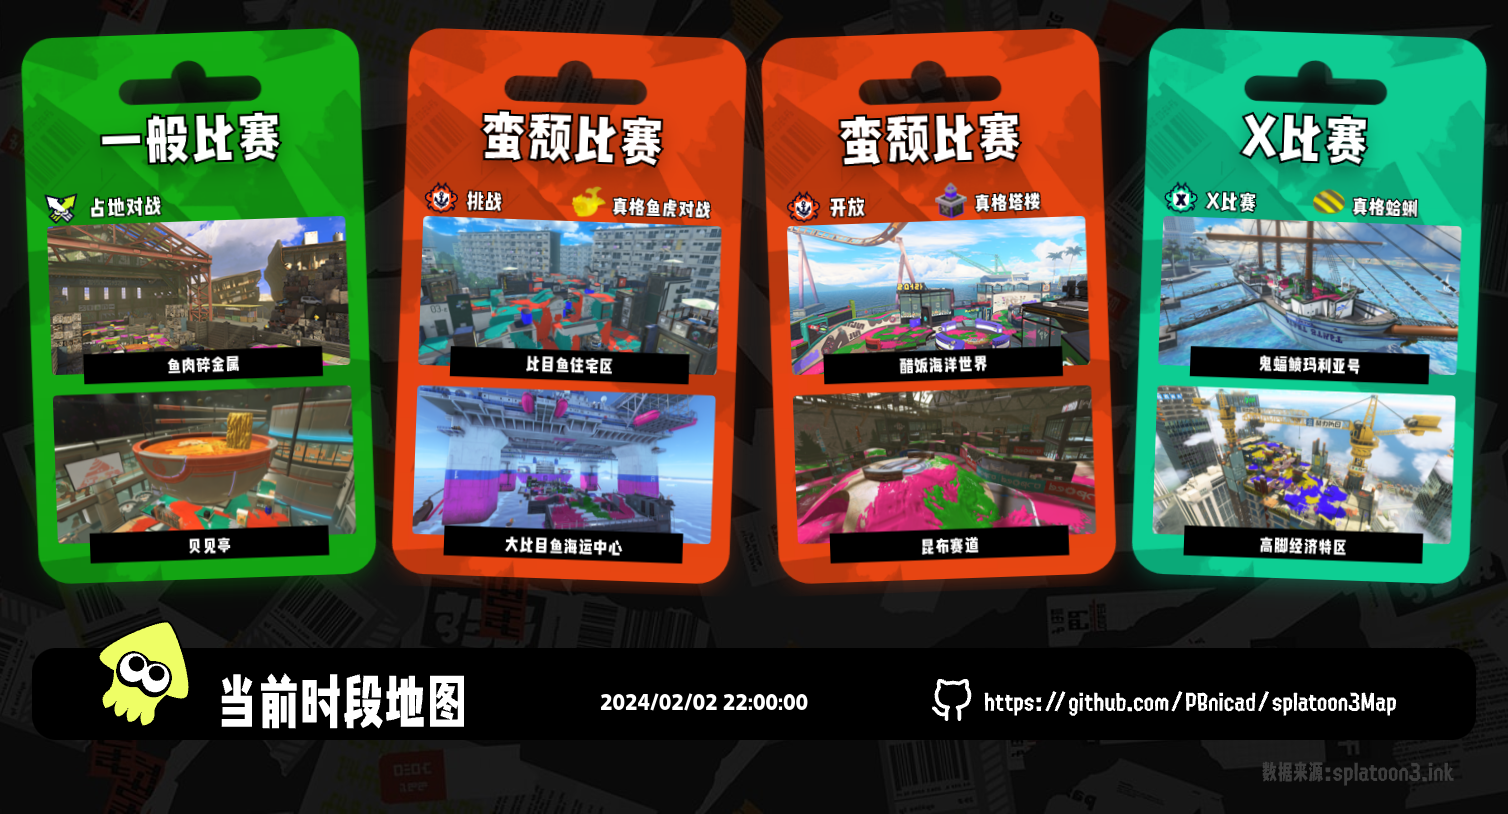 一般比赛
占地对战
鱼肉碎金属
贝见亭
蛮颓比赛
挑战
真格鱼虎对战
比目鱼住宅区
大比目鱼海运中心
蛮颓比赛
开放
真格塔楼
醋饭海洋世界
昆布赛道
X比赛
X比赛
真格蛤蜊
鬼蝠鲼玛利亚号
高脚经济特区
当前时段地图
2024/02/02 22:00:00
https://github.com/PBnicad/splatoon3Map
数据来源:splatoon3.ink